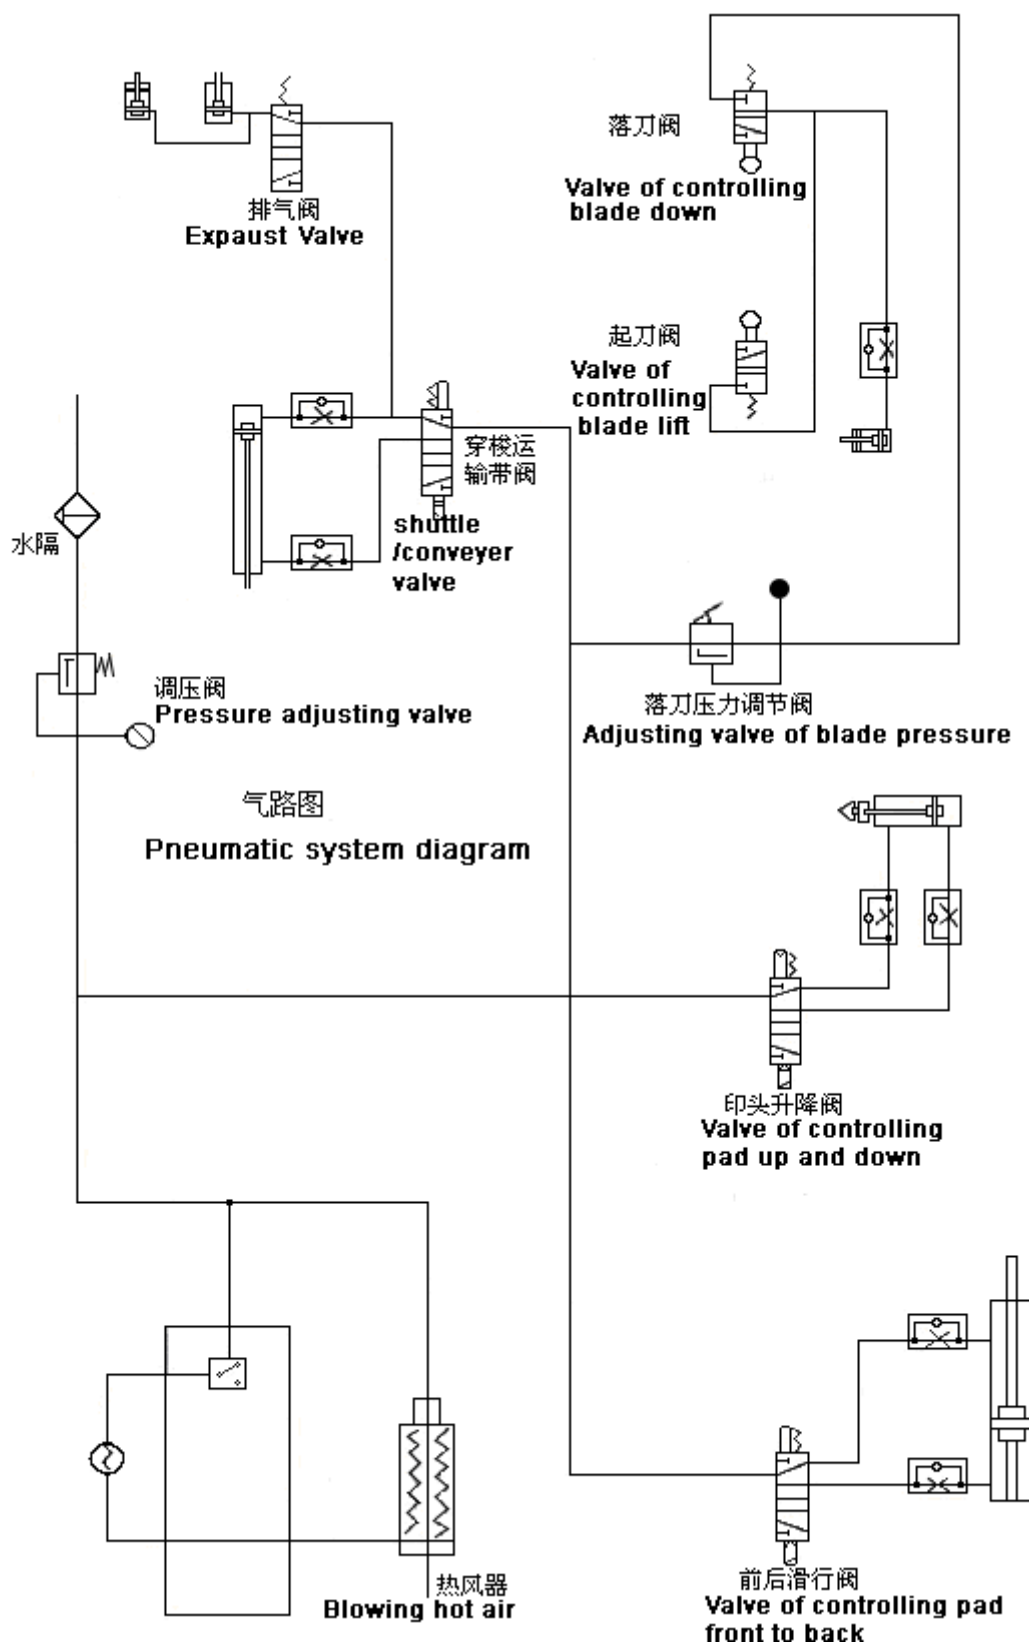 落刀阀
Valve of controlling
blade down
排气阀
Expaust Valve
起刀阀
Valve of
controlling
blade lift
穿梭运
输带阀
shuttle
/conveyer
valve
水隔
调压阀
Pressure adjusting valve
落刀压力调节阀
Adjusting valve of blade pressure
气路图
Pneumatic system diagram
印头升降阀
Valve of controlling
pad up and down
热风器
Blowing hot air
前后滑行阀
Valve of controlling pad
front to back